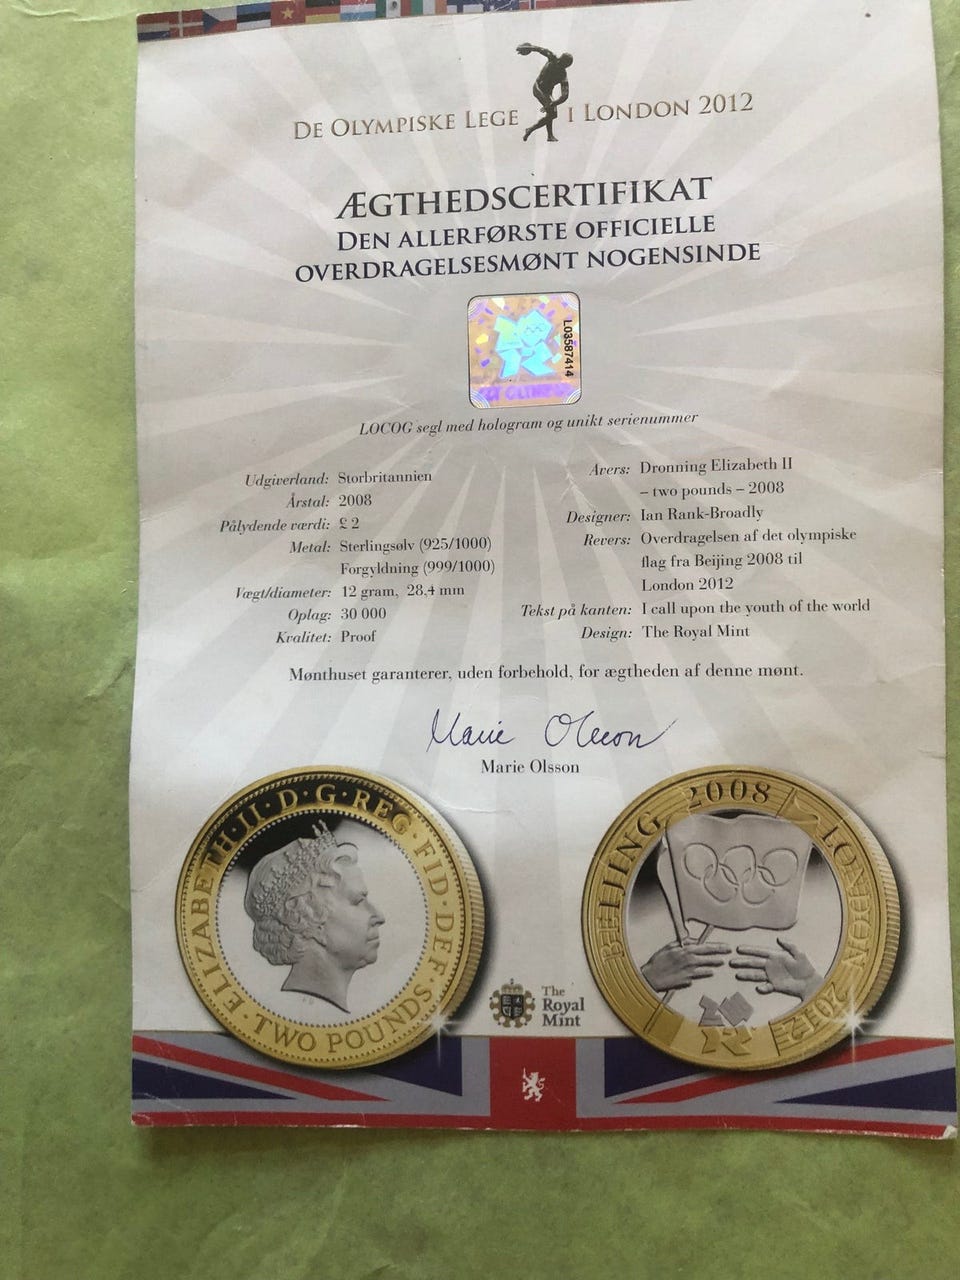 DE OLYMPISKE LEGE I LONDON 2012
ÆGTHEDSCERTIFIKAT
DEN ALLERFØRSTE OFFICIELLE
OVERDRAGELSESMØNT NOGENSINDE
L03587414
LOCOG segl med hologram og unikt serienummer
Udgiverland: Storbritannien
Årstal: 2008
Pålydende værdi: £ 2
Metal: Sterlingsølv (925/1000)
Forgyldning (999/1000)
Vægt/diameter: 12 gram, 28,4 mm
Oplag: 30 000
Kvalitet: Proof
Avers: Dronning Elizabeth II
– two pounds – 2008
Designer: Ian Rank-Broadly
Revers: Overdragelsen af det olympiske
flag fra Beijing 2008 til
London 2012
Tekst på kanten: I call upon the youth of the world
Design: The Royal Mint
Mønthuset garanterer, uden forbehold, for ægtheden af denne mønt.
Marie Olsson
Marie Olsson
ELIZABETH·II·D·G·REG·FID·DEF·
TWO POUNDS
BEIJING 2008
LONDON 2012
The
Royal
Mint